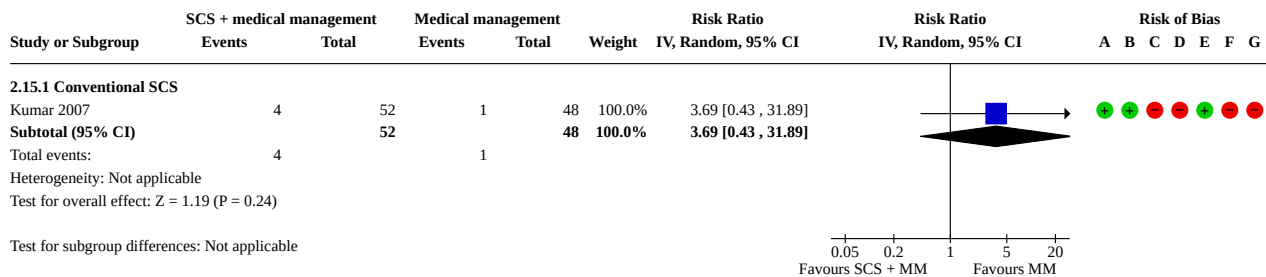 SCS + medical management Medical management Risk Ratio Risk Ratio Risk of Bias
Study or Subgroup Events Total Events Total Weight IV, Random, 95% CI IV, Random, 95% CI A B C D E F G
2.15.1 Conventional SCS
Kumar 2007 4 52 1 48 100.0% 3.69 [0.43 , 31.89] + + − − + − −
Subtotal (95% CI) 52 48 100.0% 3.69 [0.43 , 31.89]
Total events: 4 1
Heterogeneity: Not applicable
Test for overall effect: Z = 1.19 (P = 0.24)
Test for subgroup differences: Not applicable
0.05 0.2 1 5 20
Favours SCS + MM Favours MM